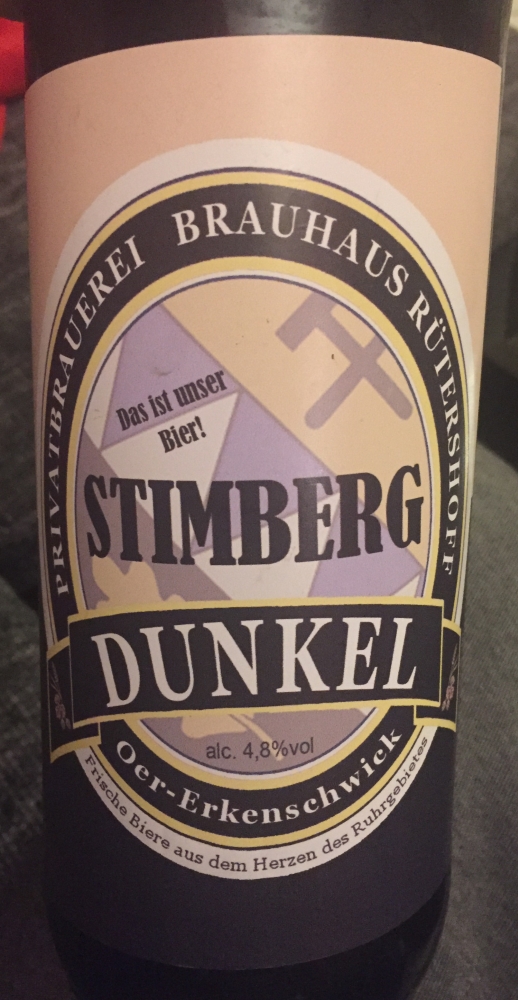 PRIVATBRAUEREI BRAUHAUS RÜTERSHOFF
Das ist unser
Bier!
STIMBERG
DUNKEL
alc. 4,8%vol
Oer-Erkenschwick
Frische Biere aus dem Herzen des Ruhrgebietes